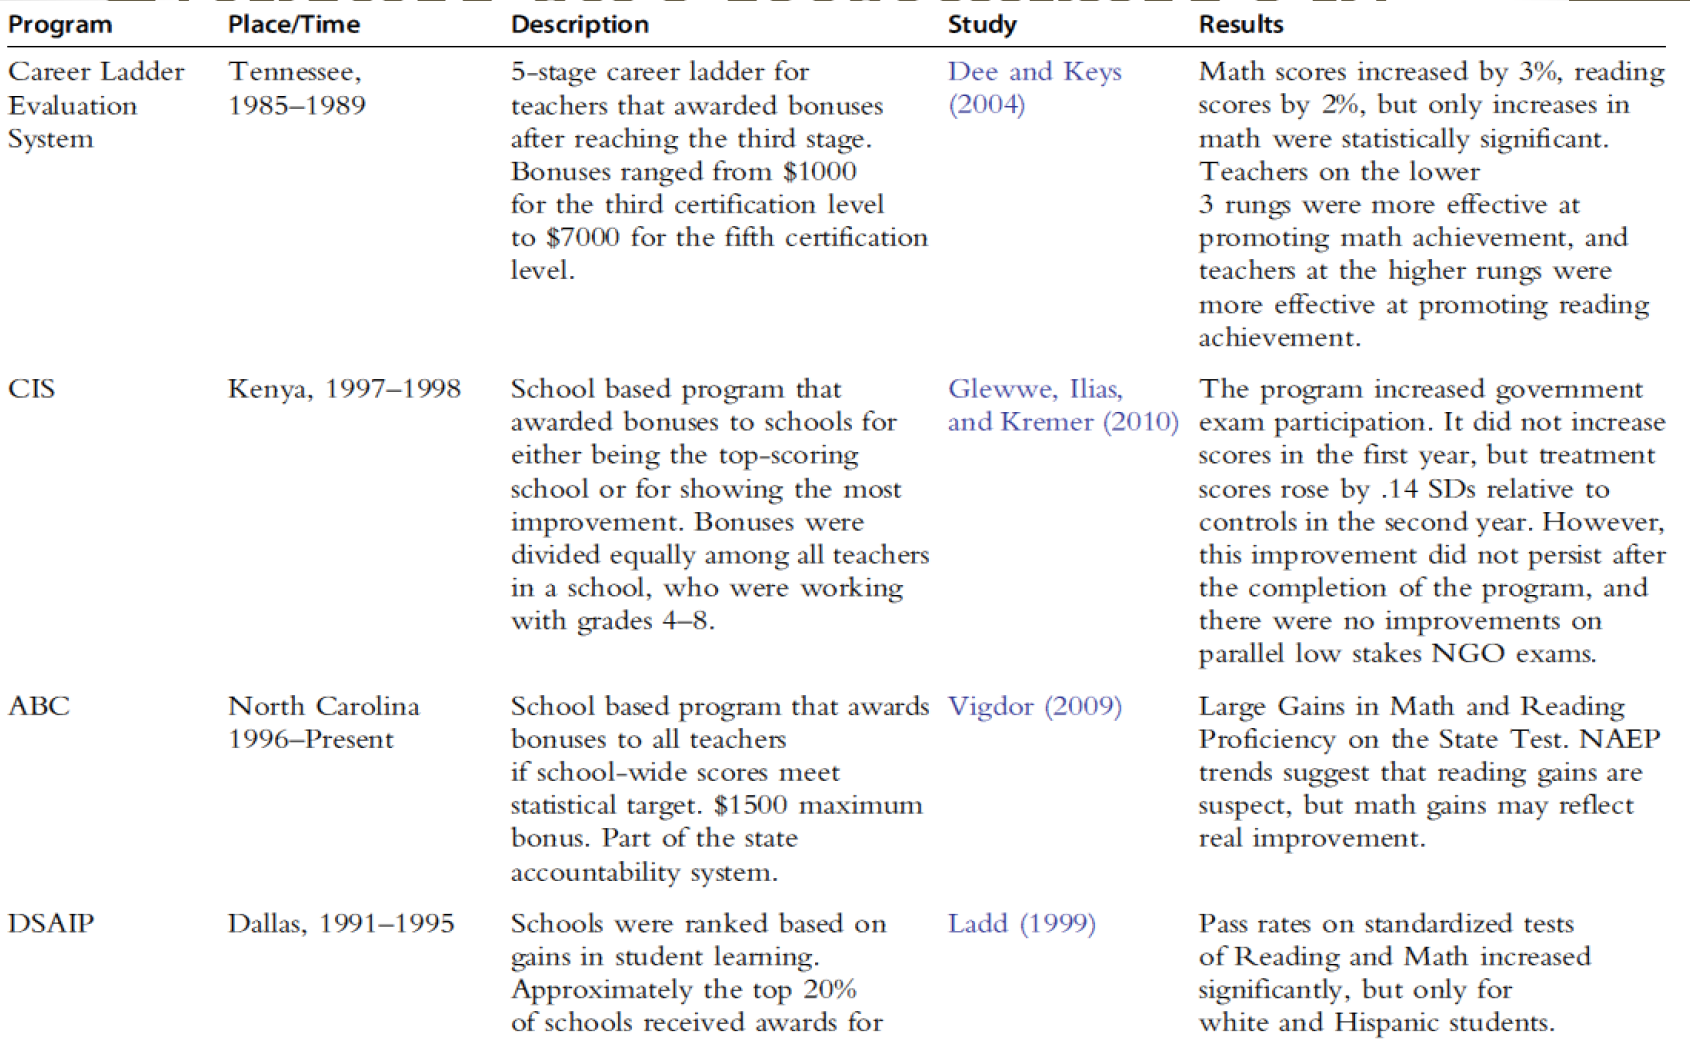 Program Place/Time Description Study Results
Career Ladder Evaluation System
Tennessee, 1985–1989
5-stage career ladder for
teachers that awarded bonuses
after reaching the third stage.
Bonuses ranged from $1000
for the third certification level
to $7000 for the fifth certification
level.
Dee and Keys
(2004)
Math scores increased by 3%, reading
scores by 2%, but only increases in
math were statistically significant.
Teachers on the lower
3 rungs were more effective at
promoting math achievement, and
teachers at the higher rungs were
more effective at promoting reading
achievement.
CIS
Kenya, 1997–1998
School based program that
awarded bonuses to schools for
either being the top-scoring
school or for showing the most
improvement. Bonuses were
divided equally among all teachers
in a school, who were working
with grades 4–8.
Glewwe, Ilias,
and Kremer (2010)
The program increased government
exam participation. It did not increase
scores in the first year, but treatment
scores rose by .14 SDs relative to
controls in the second year. However,
this improvement did not persist after
the completion of the program, and
there were no improvements on
parallel low stakes NGO exams.
ABC
North Carolina
1996–Present
School based program that awards
bonuses to all teachers
if school-wide scores meet
statistical target. $1500 maximum
bonus. Part of the state
accountability system.
Vigdor (2009)
Large Gains in Math and Reading
Proficiency on the State Test. NAEP
trends suggest that reading gains are
suspect, but math gains may reflect
real improvement.
DSAIP
Dallas, 1991–1995
Schools were ranked based on
gains in student learning.
Approximately the top 20%
of schools received awards for
Ladd (1999)
Pass rates on standardized tests
of Reading and Math increased
significantly, but only for
white and Hispanic students.